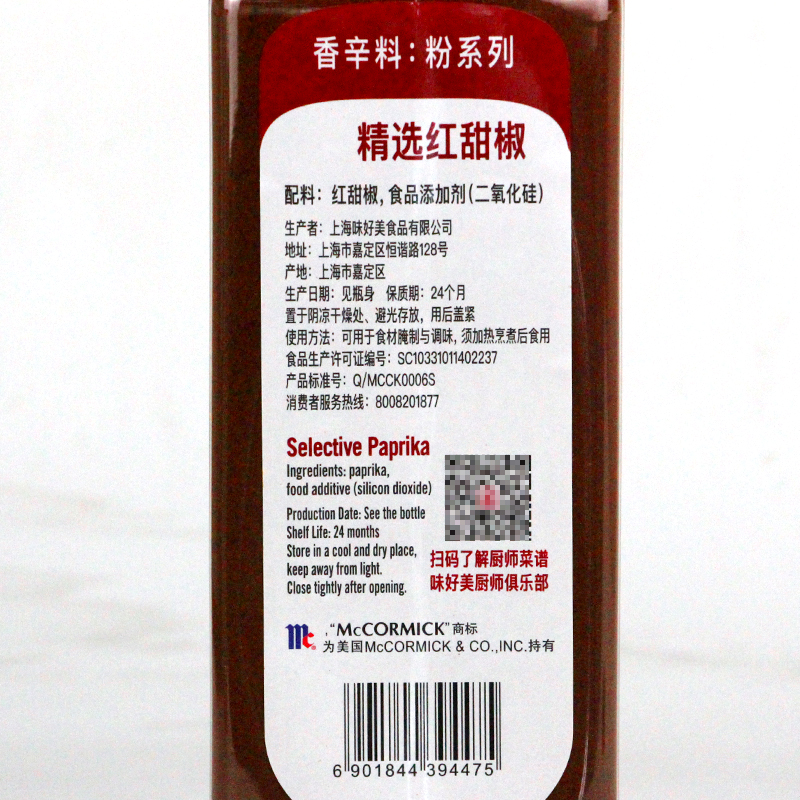 香辛料：粉系列
精选红甜椒
配料：红甜椒, 食品添加剂(二氧化硅)
生产者：上海味好美食品有限公司
地址：上海市嘉定区恒谐路128号
产地：上海市嘉定区
生产日期：见瓶身 保质期：24个月
置于阴凉干燥处、避光存放，用后盖紧
使用方法：可用于食材腌制与调味, 须加热烹煮后食用
食品生产许可证编号：SC10331011402237
产品标准号：Q/MCCK0006S
消费者服务热线：8008201877
Selective Paprika
Ingredients: paprika,
food additive (silicon dioxide)
Production Date: See the bottle
Shelf Life: 24 months
Store in a cool and dry place,
keep away from light.
Close tightly after opening.
扫码了解厨师菜谱
味好美厨师俱乐部
Mc® ,“McCORMICK”商标
为美国McCORMICK & CO.,INC.持有
6 901844 394475